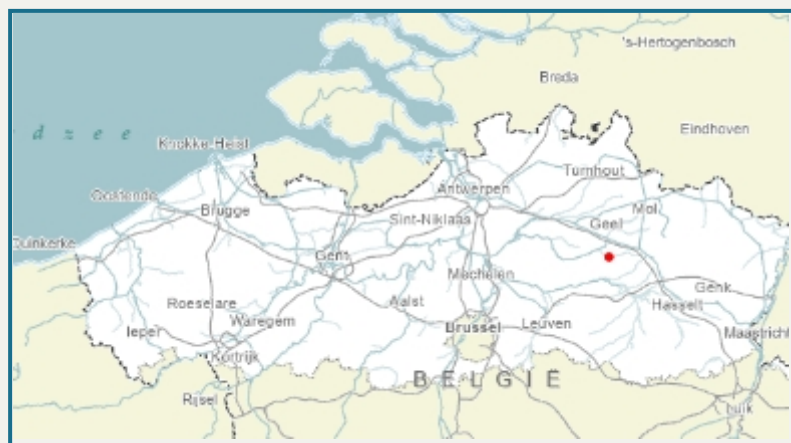 's-Hertogenbosch
Breda
Eindhoven
d z e e
Knokke-Heist
Turnhout
Oostende
Antwerpen
Mol
Brugge
Sint-Niklaas
Geel
Duinkerke
Gent
Mechelen
Genk
Roeselare
Aalst
Hasselt
Waregem
Ieper
Brussel
Leuven
Maastricht
Kortrijk
BELGIË
Rijsel
Luik